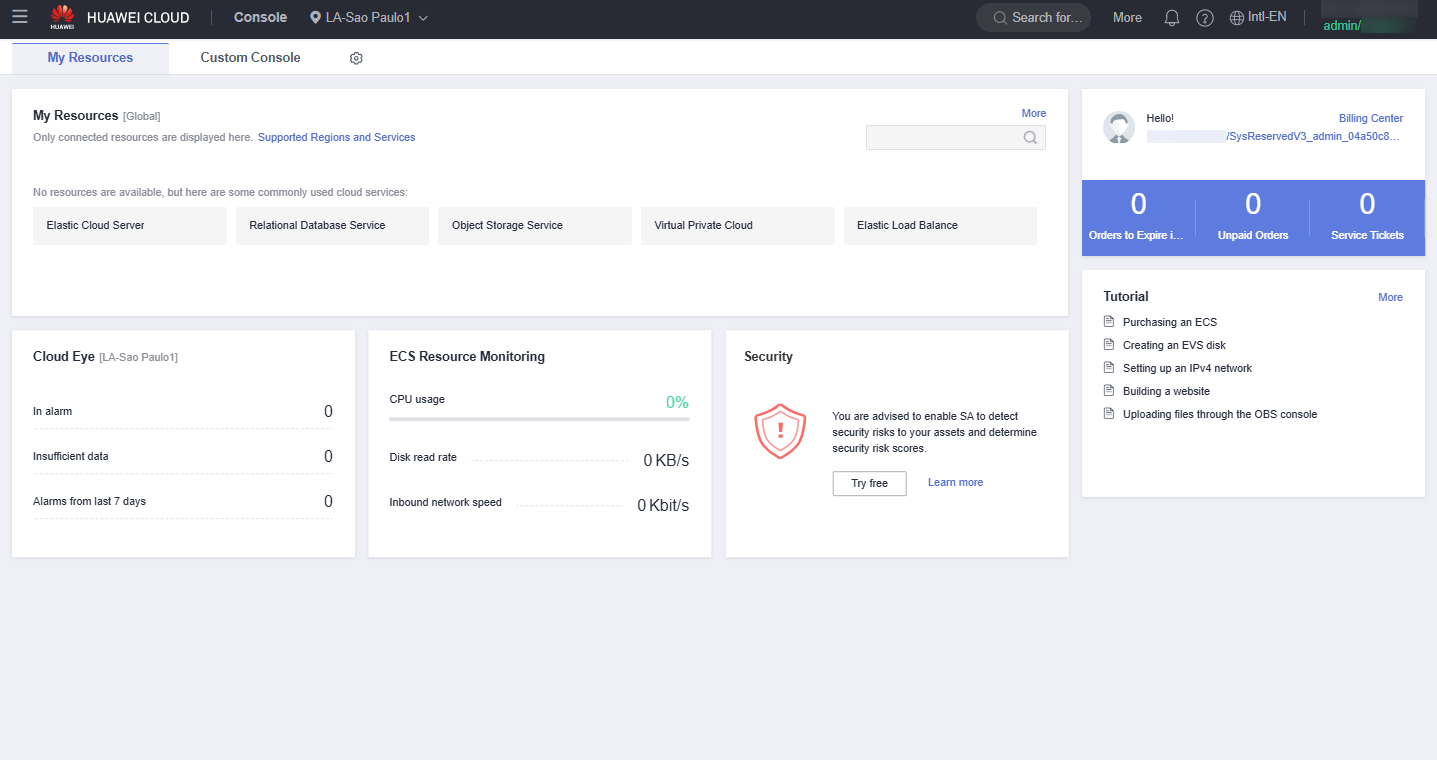 HUAWEI
HUAWEI CLOUD
Console
LA-Sao Paulo1
Search for...
More
Intl-EN
admin/
My Resources
Custom Console
My Resources [Global]
More
Only connected resources are displayed here. Supported Regions and Services
No resources are available, but here are some commonly used cloud services:
Elastic Cloud Server
Relational Database Service
Object Storage Service
Virtual Private Cloud
Elastic Load Balance
Hello!
Billing Center
/SysReservedV3_admin_04a50c8...
0
0
0
Orders to Expire i...
Unpaid Orders
Service Tickets
Tutorial
More
Purchasing an ECS
Creating an EVS disk
Setting up an IPv4 network
Building a website
Uploading files through the OBS console
Cloud Eye [LA-Sao Paulo1]
In alarm 0
Insufficient data 0
Alarms from last 7 days 0
ECS Resource Monitoring
CPU usage 0%
Disk read rate 0 KB/s
Inbound network speed 0 Kbit/s
Security
You are advised to enable SA to detect
security risks to your assets and determine
security risk scores.
Try free
Learn more